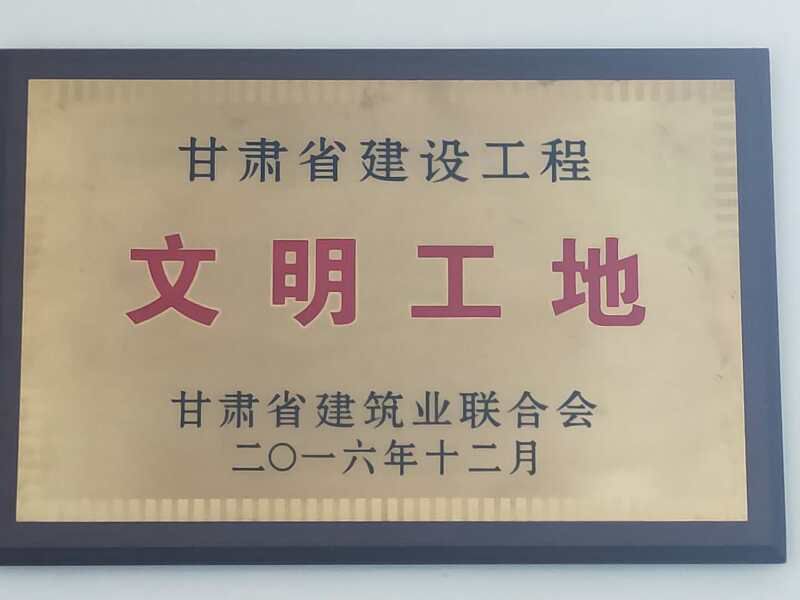 甘肃省建设工程
文明工地
甘肃省建筑业联合会
二〇一六年十二月